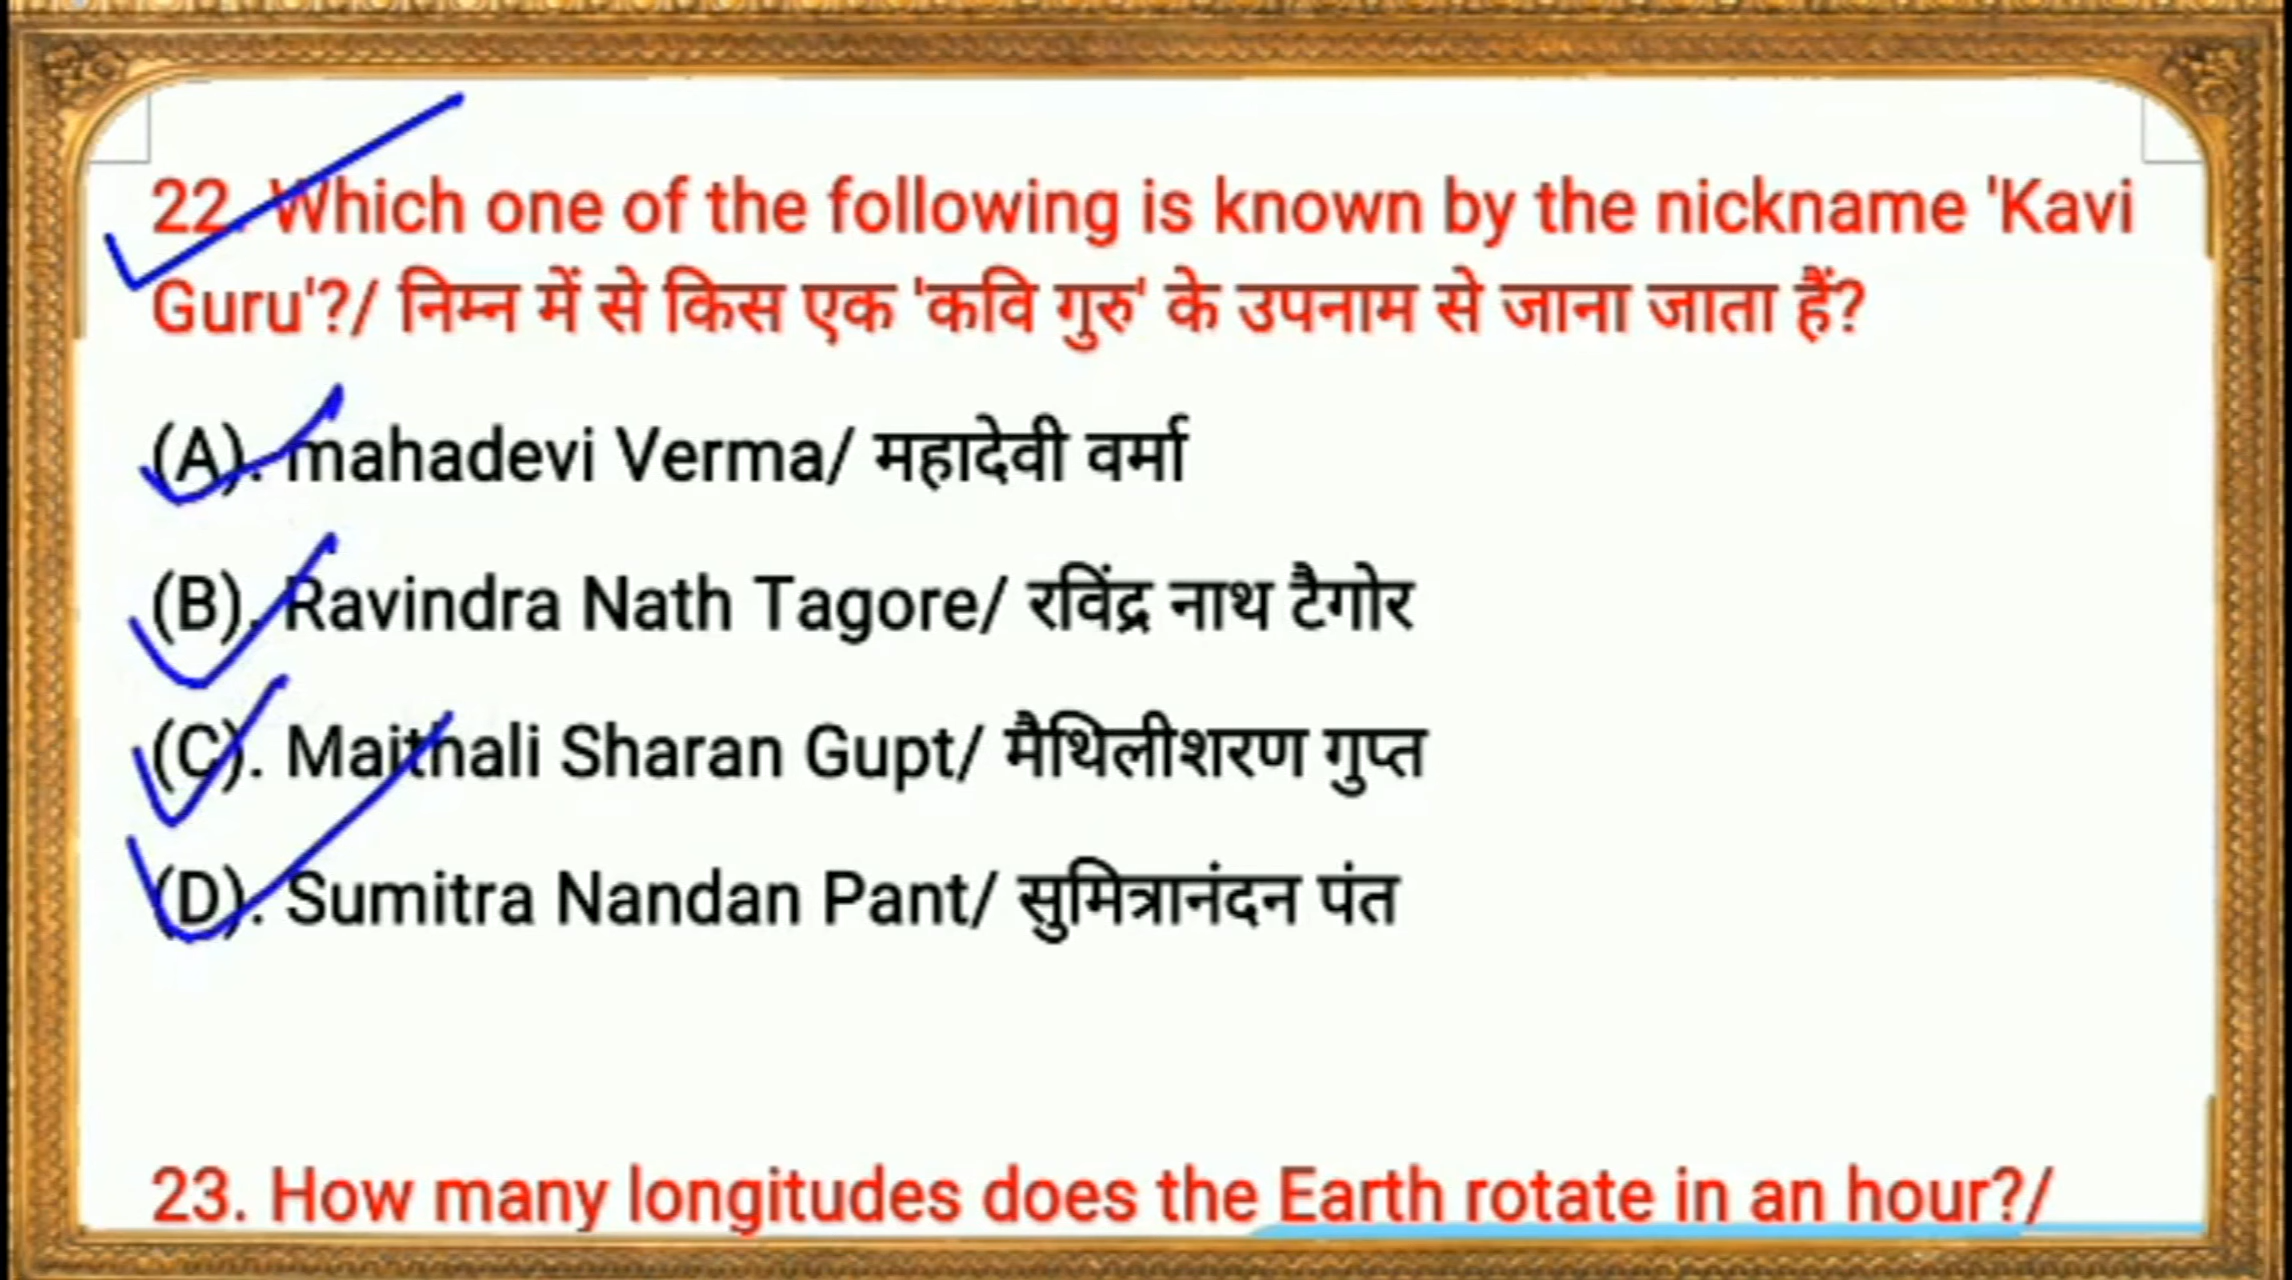 22. Which one of the following is known by the nickname 'Kavi
Guru'?/ निम्न में से किस एक 'कवि गुरु' के उपनाम से जाना जाता हैं?
(A). mahadevi Verma/ महादेवी वर्मा
(B). Ravindra Nath Tagore/ रविंद्र नाथ टैगोर
(C). Maithali Sharan Gupt/ मैथिलीशरण गुप्त
(D). Sumitra Nandan Pant/ सुमित्रानंदन पंत
23. How many longitudes does the Earth rotate in an hour?/